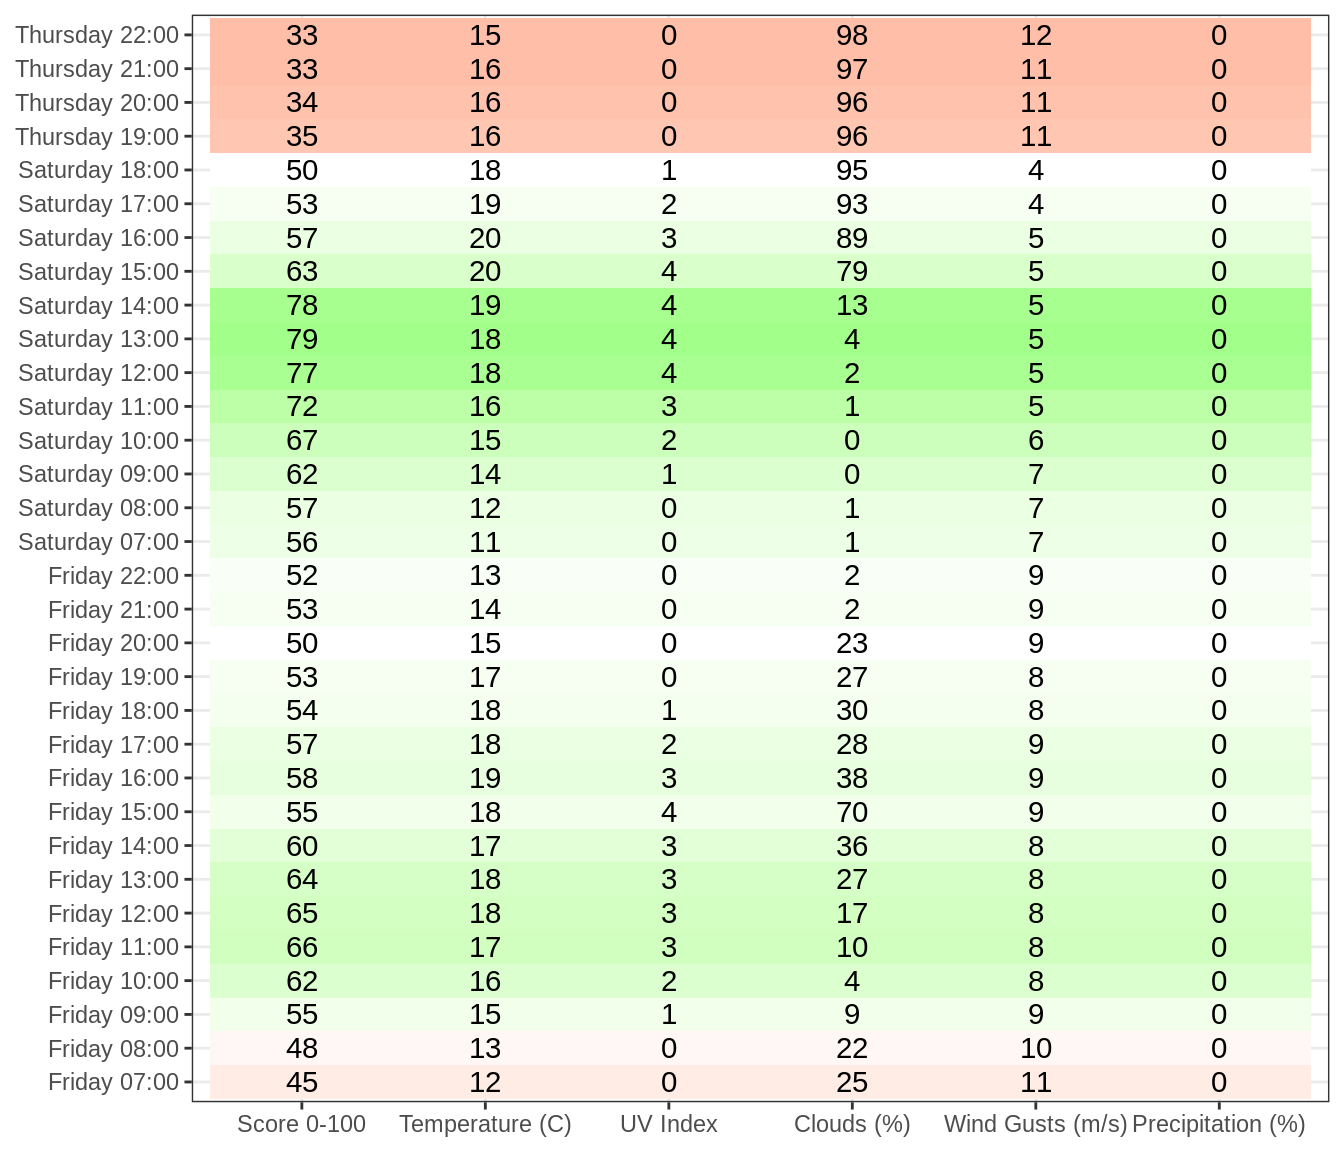 Thursday 22:00 33 15 0 98 12 0
Thursday 21:00 33 16 0 97 11 0
Thursday 20:00 34 16 0 96 11 0
Thursday 19:00 35 16 0 96 11 0
Saturday 18:00 50 18 1 95 4 0
Saturday 17:00 53 19 2 93 4 0
Saturday 16:00 57 20 3 89 5 0
Saturday 15:00 63 20 4 79 5 0
Saturday 14:00 78 19 4 13 5 0
Saturday 13:00 79 18 4 4 5 0
Saturday 12:00 77 18 4 2 5 0
Saturday 11:00 72 16 3 1 5 0
Saturday 10:00 67 15 2 0 6 0
Saturday 09:00 62 14 1 0 7 0
Saturday 08:00 57 12 0 1 7 0
Saturday 07:00 56 11 0 1 7 0
Friday 22:00 52 13 0 2 9 0
Friday 21:00 53 14 0 2 9 0
Friday 20:00 50 15 0 23 9 0
Friday 19:00 53 17 0 27 8 0
Friday 18:00 54 18 1 30 8 0
Friday 17:00 57 18 2 28 9 0
Friday 16:00 58 19 3 38 9 0
Friday 15:00 55 18 4 70 9 0
Friday 14:00 60 17 3 36 8 0
Friday 13:00 64 18 3 27 8 0
Friday 12:00 65 18 3 17 8 0
Friday 11:00 66 17 3 10 8 0
Friday 10:00 62 16 2 4 8 0
Friday 09:00 55 15 1 9 9 0
Friday 08:00 48 13 0 22 10 0
Friday 07:00 45 12 0 25 11 0
Score 0-100 Temperature (C) UV Index Clouds (%) Wind Gusts (m/s) Precipitation (%)